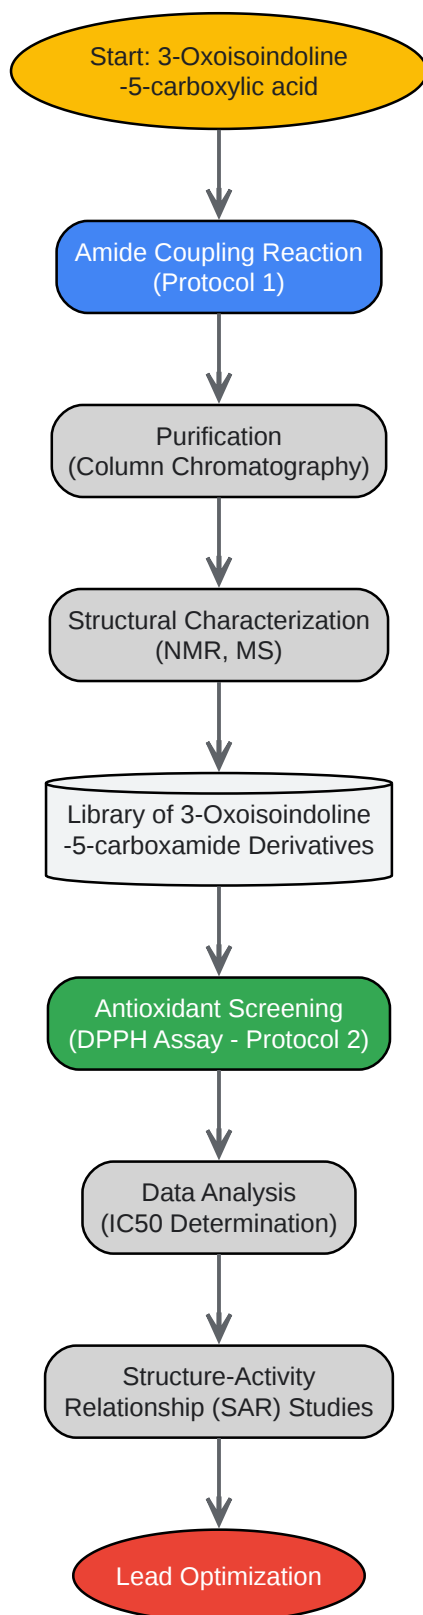 Start: 3-Oxoisoindoline
-5-carboxylic acid
Amide Coupling Reaction
(Protocol 1)
Purification
(Column Chromatography)
Structural Characterization
(NMR, MS)
Library of 3-Oxoisoindoline
-5-carboxamide Derivatives
Antioxidant Screening
(DPPH Assay - Protocol 2)
Data Analysis
(IC50 Determination)
Structure-Activity
Relationship (SAR) Studies
Lead Optimization